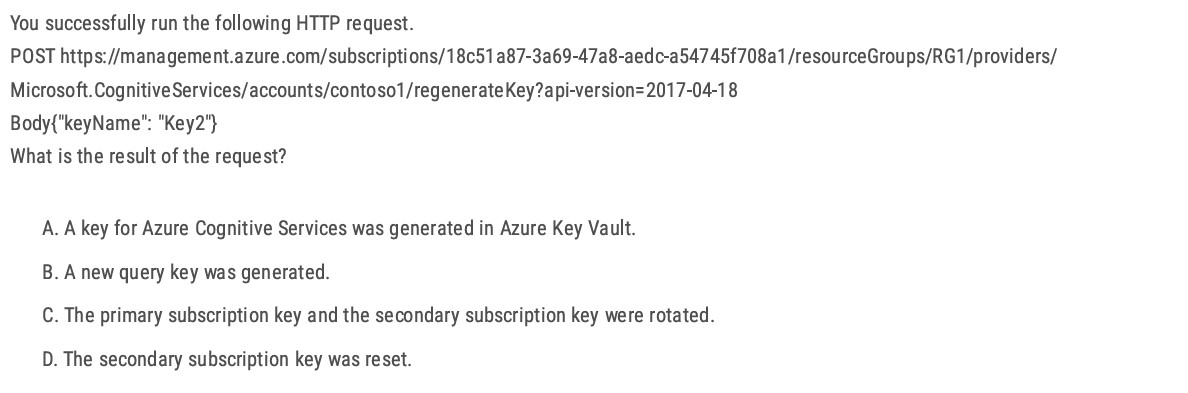 You successfully run the following HTTP request.
POST https://management.azure.com/subscriptions/18c51a87-3a69-47a8-aedc-a54745f708a1/resourceGroups/RG1/providers/
Microsoft.CognitiveServices/accounts/contoso1/regenerateKey?api-version=2017-04-18
Body{"keyName": "Key2"}
What is the result of the request?
A. A key for Azure Cognitive Services was generated in Azure Key Vault.
B. A new query key was generated.
C. The primary subscription key and the secondary subscription key were rotated.
D. The secondary subscription key was reset.